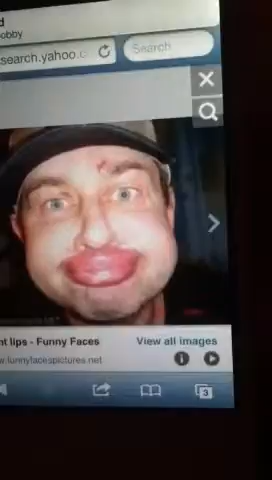 d
obby
search.yahoo.c
Search
nt lips - Funny Faces
View all images
.funnyfacespictures.net
3